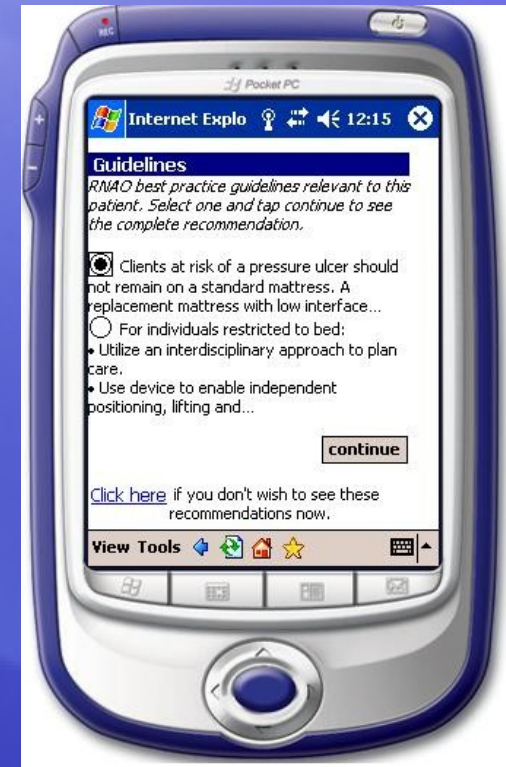 REC
Pocket PC
Internet Explo 12:15
Guidelines
RNAO best practice guidelines relevant to this
patient. Select one and tap continue to see
the complete recommendation.
Clients at risk of a pressure ulcer should
not remain on a standard mattress. A
replacement mattress with low interface...
For individuals restricted to bed:
• Utilize an interdisciplinary approach to plan
care.
• Use device to enable independent
positioning, lifting and...
continue
Click here if you don't wish to see these
recommendations now.
View Tools